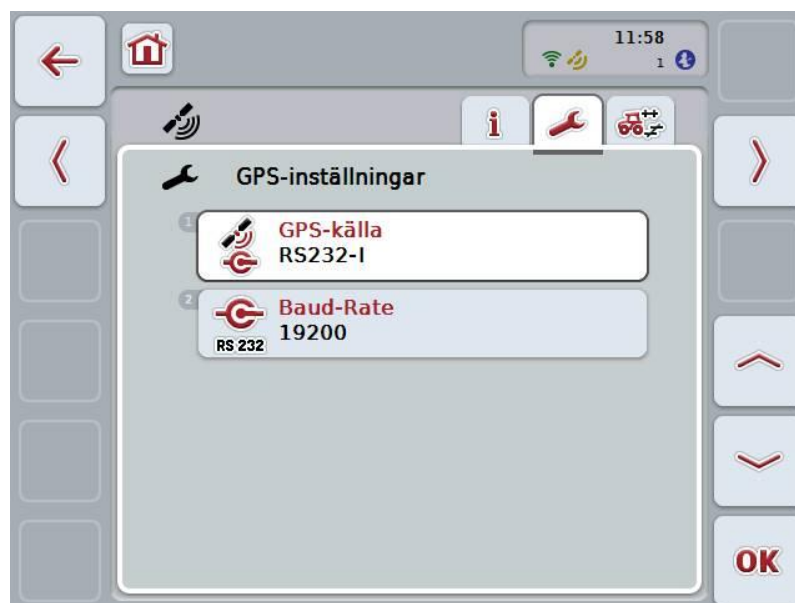 11:58
1
GPS-inställningar
1
GPS-källa
RS232-I
2
Baud-Rate
19200
RS 232
OK